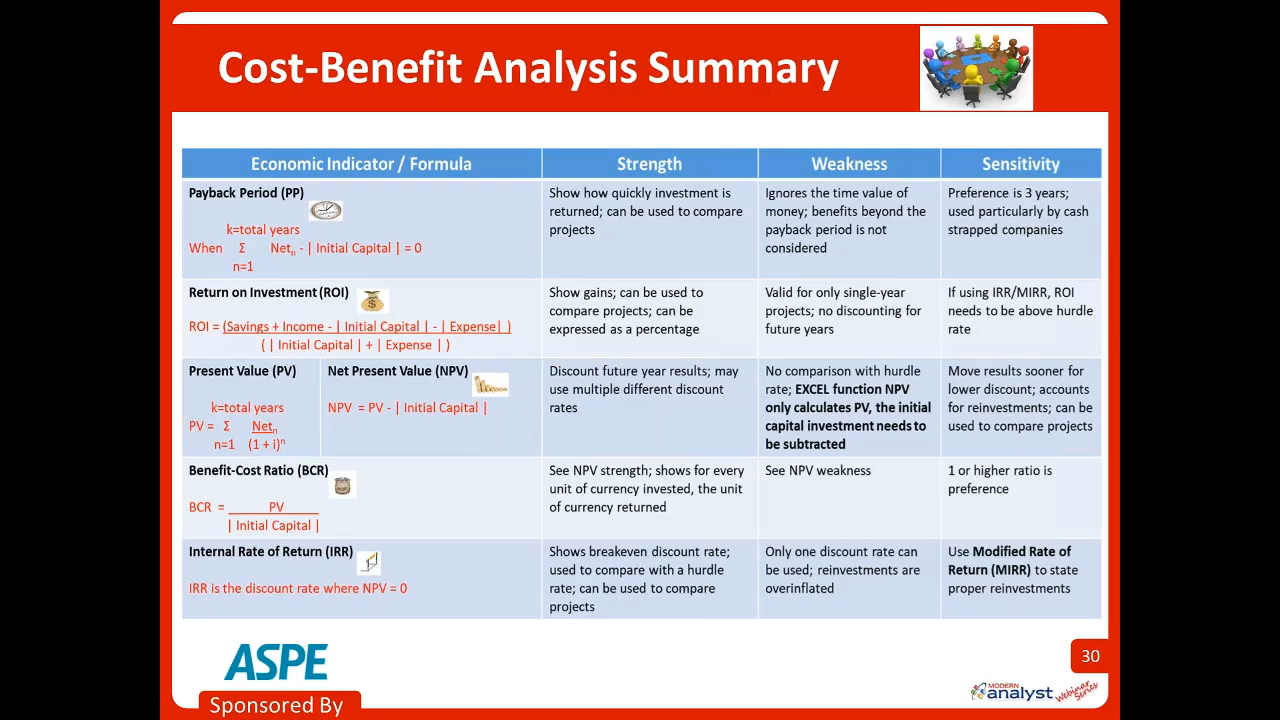 Cost-Benefit Analysis Summary
Economic Indicator / Formula
Strength
Weakness
Sensitivity
Payback Period (PP)
k=total years
When Σ Netn - | Initial Capital | = 0
n=1
Show how quickly investment is
returned; can be used to compare
projects
Ignores the time value of
money; benefits beyond the
payback period is not
considered
Preference is 3 years;
used particularly by cash
strapped companies
Return on Investment (ROI)
ROI = (Savings + Income - | Initial Capital | - | Expense| )
( | Initial Capital | + | Expense | )
Show gains; can be used to
compare projects; can be
expressed as a percentage
Valid for only single-year
projects; no discounting for
future years
If using IRR/MIRR, ROI
needs to be above hurdle
rate
Present Value (PV)
k=total years
PV = Σ Netn
n=1 (1 + i)n
Net Present Value (NPV)
NPV = PV - | Initial Capital |
Discount future year results; may
use multiple different discount
rates
No comparison with hurdle
rate; EXCEL function NPV
only calculates PV, the initial
capital investment needs to
be subtracted
Move results sooner for
lower discount; accounts
for reinvestments; can be
used to compare projects
Benefit-Cost Ratio (BCR)
BCR = PV
| Initial Capital |
See NPV strength; shows for every
unit of currency invested, the unit
of currency returned
See NPV weakness
1 or higher ratio is
preference
Internal Rate of Return (IRR)
IRR is the discount rate where NPV = 0
Shows breakeven discount rate;
used to compare with a hurdle
rate; can be used to compare
projects
Only one discount rate can
be used; reinvestments are
overinflated
Use Modified Rate of
Return (MIRR) to state
proper reinvestments
ASPE
Sponsored By
30
MODERN
analyst
Webinar
Series